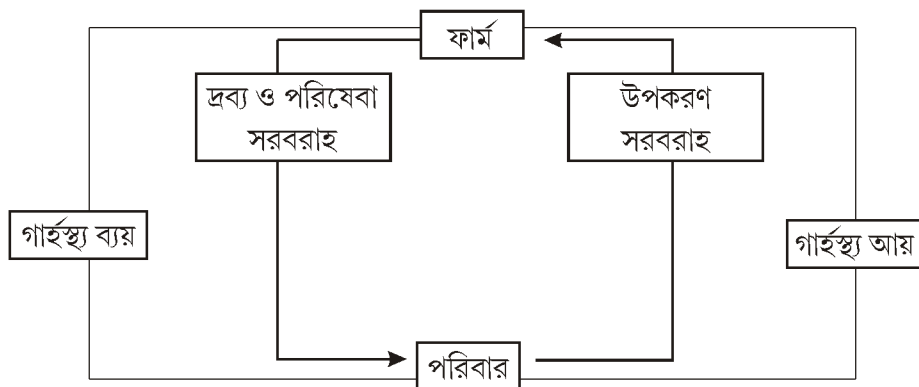 ফার্ম
দ্রব্য ও পরিষেবা
সরবরাহ
উপকরণ
সরবরাহ
গার্হস্থ্য ব্যয়
গার্হস্থ্য আয়
পরিবার